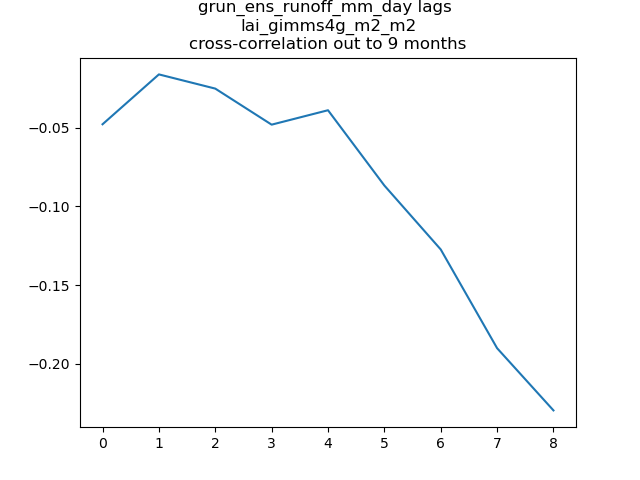 grun_ens_runoff_mm_day lags
lai_gimms4g_m2_m2
cross-correlation out to 9 months
−0.05
−0.10
−0.15
−0.20
0 1 2 3 4 5 6 7 8